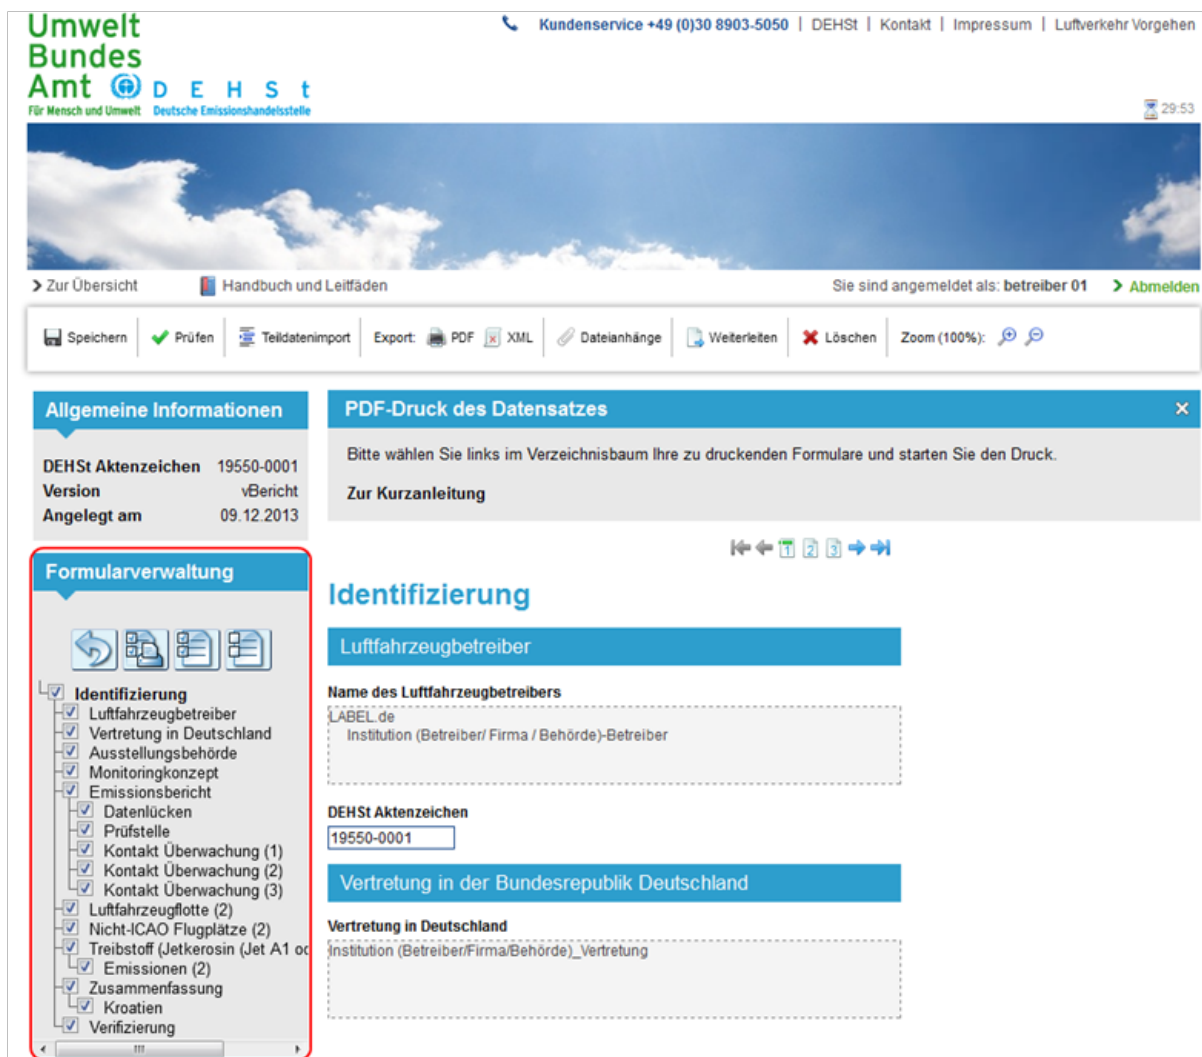 Umwelt
Bundes
Amt
Für Mensch und Umwelt
DEHSt
Deutsche Emissionshandelsstelle
Kundenservice +49 (0)30 8903-5050 | DEHSt | Kontakt | Impressum | Luftverkehr Vorgehen
29:53
Zur Übersicht Handbuch und Leitfäden Sie sind angemeldet als: betreiber 01 Abmelden
Speichern Prüfen Teildatenimport Export: PDF XML Dateianhänge Weiterleiten Löschen Zoom (100%):
Allgemeine Informationen
DEHSt Aktenzeichen 19550-0001
Version vBericht
Angelegt am 09.12.2013
PDF-Druck des Datensatzes
Bitte wählen Sie links im Verzeichnisbaum Ihre zu druckenden Formulare und starten Sie den Druck.
Zur Kurzanleitung
1 2 3
Formularverwaltung
Identifizierung
Luftfahrzeugbetreiber
Vertretung in Deutschland
Ausstellungsbehörde
Monitoringkonzept
Emissionsbericht
Datenlücken
Prüfstelle
Kontakt Überwachung (1)
Kontakt Überwachung (2)
Kontakt Überwachung (3)
Luftfahrzeugflotte (2)
Nicht-ICAO Flugplätze (2)
Treibstoff (Jetkerosin (Jet A1 oc
Emissionen (2)
Zusammenfassung
Kroatien
Verifizierung
Identifizierung
Luftfahrzeugbetreiber
Name des Luftfahrzeugbetreibers
LABEL.de
Institution (Betreiber/ Firma / Behörde)-Betreiber
DEHSt Aktenzeichen
19550-0001
Vertretung in der Bundesrepublik Deutschland
Vertretung in Deutschland
Institution (Betreiber/Firma/Behörde)_Vertretung